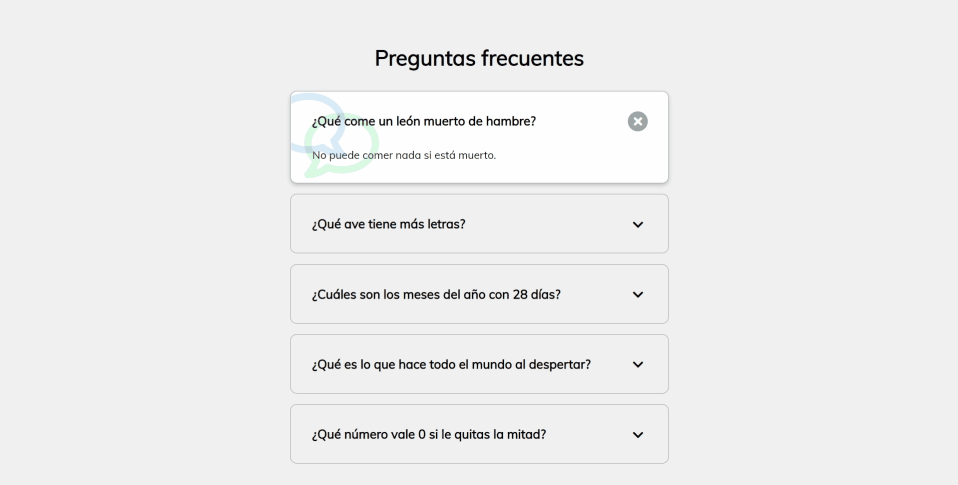 Preguntas frecuentes
¿Qué come un león muerto de hambre?
No puede comer nada si está muerto.
¿Qué ave tiene más letras?
¿Cuáles son los meses del año con 28 días?
¿Qué es lo que hace todo el mundo al despertar?
¿Qué número vale 0 si le quitas la mitad?